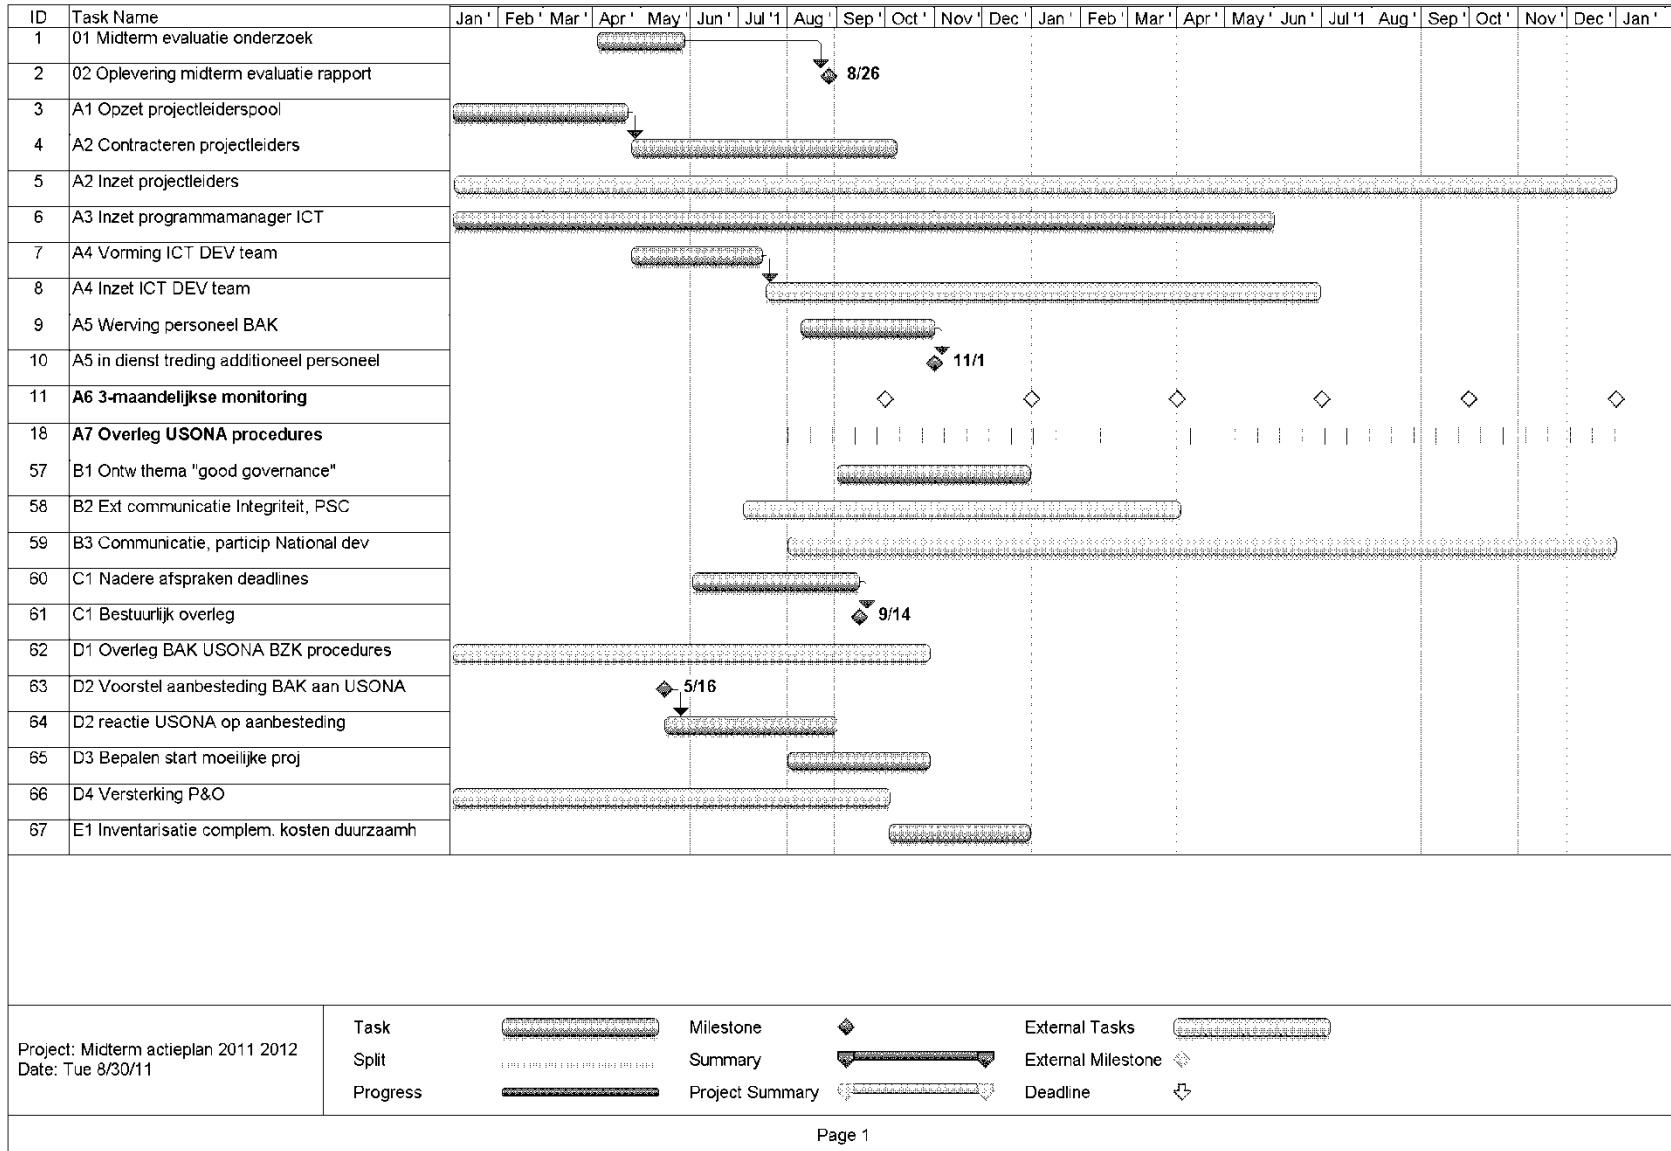 ID Task Name Jan ' Feb ' Mar ' Apr ' May ' Jun ' Jul '1 Aug ' Sep ' Oct ' Nov ' Dec ' Jan ' Feb ' Mar ' Apr ' May ' Jun ' Jul '1 Aug ' Sep ' Oct ' Nov ' Dec ' Jan '
1 01 Midterm evaluatie onderzoek
2 02 Oplevering midterm evaluatie rapport 8/26
3 A1 Opzet projectleiderspool
4 A2 Contracteren projectleiders
5 A2 Inzet projectleiders
6 A3 Inzet programmamanager ICT
7 A4 Vorming ICT DEV team
8 A4 Inzet ICT DEV team
9 A5 Werving personeel BAK
10 A5 in dienst treding additioneel personeel 11/1
11 A6 3-maandelijkse monitoring
18 A7 Overleg USONA procedures
57 B1 Ontw thema "good governance"
58 B2 Ext communicatie Integriteit, PSC
59 B3 Communicatie, particip National dev
60 C1 Nadere afspraken deadlines
61 C1 Bestuurlijk overleg 9/14
62 D1 Overleg BAK USONA BZK procedures
63 D2 Voorstel aanbesteding BAK aan USONA 5/16
64 D2 reactie USONA op aanbesteding
65 D3 Bepalen start moeilijke proj
66 D4 Versterking P&O
67 E1 Inventarisatie complem. kosten duurzaamh
Project: Midterm actieplan 2011 2012
Date: Tue 8/30/11
Task Milestone External Tasks
Split Summary External Milestone
Progress Project Summary Deadline
Page 1